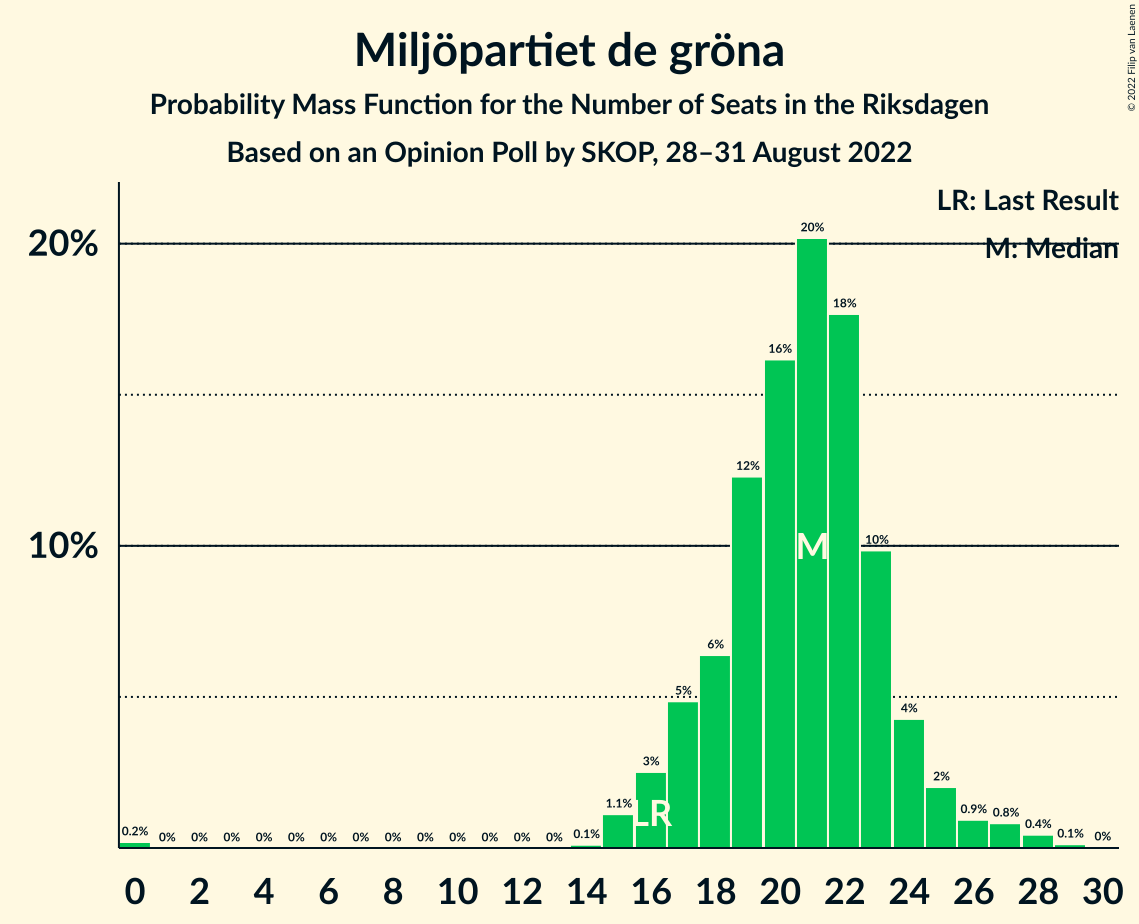 Miljöpartiet de gröna
Probability Mass Function for the Number of Seats in the Riksdagen
Based on an Opinion Poll by SKOP, 28–31 August 2022
© 2022 Filip van Laenen
LR: Last Result
M: Median
20%
10%
0.2% 0% 0% 0% 0% 0% 0% 0% 0% 0% 0% 0% 0% 0% 0.1% 1.1% 3% 5% 6% 12% 16% 20% 18% 10% 4% 2% 0.9% 0.8% 0.4% 0.1% 0%
LR
M
0 2 4 6 8 10 12 14 16 18 20 22 24 26 28 30